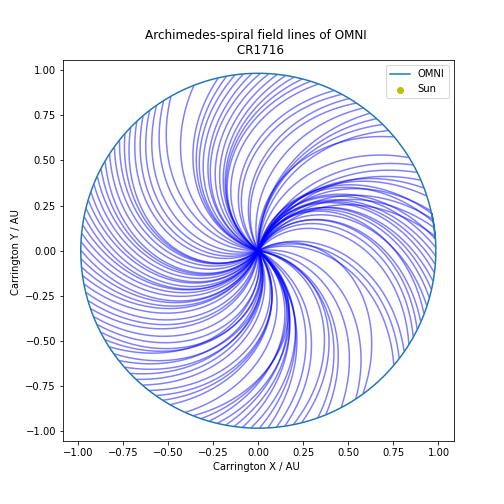 Archimedes-spiral field lines of OMNI
CR1716
OMNI
Sun
1.00
0.75
0.50
0.25
0.00
−0.25
−0.50
−0.75
−1.00
Carrington Y / AU
−1.00 −0.75 −0.50 −0.25 0.00 0.25 0.50 0.75 1.00
Carrington X / AU